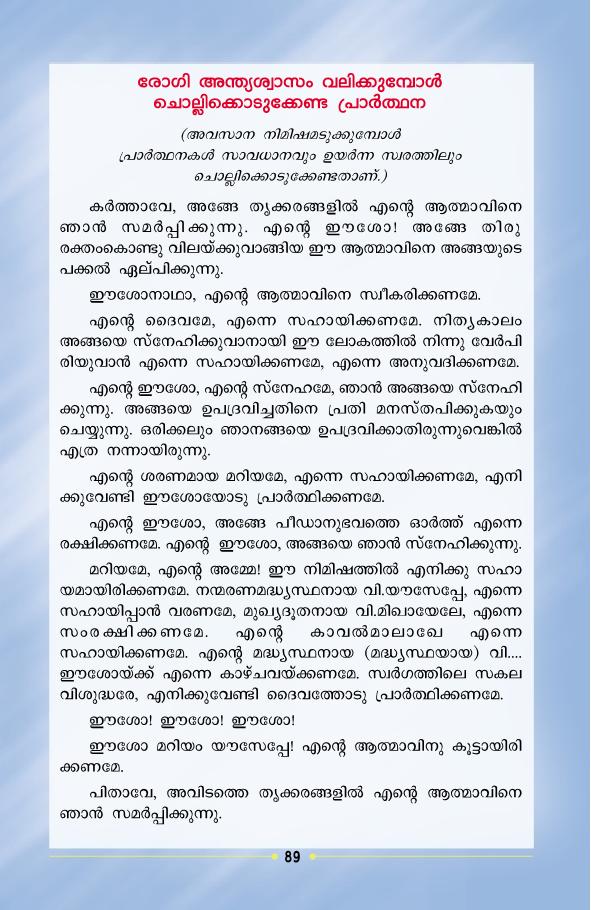 രോഗി അന്ത്യശ്വാസം വലിക്കുമ്പോൾ
ചൊല്ലിക്കൊടുക്കേണ്ട പ്രാർത്ഥന
(അവസാന നിമിഷമടുക്കുമ്പോൾ
പ്രാർത്ഥനകൾ സാവധാനവും ഉയർന്ന സ്വരത്തിലും
ചൊല്ലിക്കൊടുക്കേണ്ടതാണ്.)
കർത്താവേ, അങ്ങേ തൃക്കരങ്ങളിൽ എന്റെ ആത്മാവിനെ
ഞാൻ സമർപ്പിക്കുന്നു. എന്റെ ഈശോ! അങ്ങേ തിരു
രക്തംകൊണ്ടു വിലയ്ക്കുവാങ്ങിയ ഈ ആത്മാവിനെ അങ്ങയുടെ
പക്കൽ ഏല്പിക്കുന്നു.
ഈശോനാഥാ, എന്റെ ആത്മാവിനെ സ്വീകരിക്കണമേ.
എന്റെ ദൈവമേ, എന്നെ സഹായിക്കണമേ. നിത്യകാലം
അങ്ങയെ സ്നേഹിക്കുവാനായി ഈ ലോകത്തിൽ നിന്നു വേർപി
രിയുവാൻ എന്നെ സഹായിക്കണമേ, എന്നെ അനുവദിക്കണമേ.
എന്റെ ഈശോ, എന്റെ സ്നേഹമേ, ഞാൻ അങ്ങയെ സ്നേഹി
ക്കുന്നു. അങ്ങയെ ഉപദ്രവിച്ചതിനെ പ്രതി മനസ്തപിക്കുകയും
ചെയ്യുന്നു. ഒരിക്കലും ഞാനങ്ങയെ ഉപദ്രവിക്കാതിരുന്നുവെങ്കിൽ
എത്ര നന്നായിരുന്നു.
എന്റെ ശരണമായ മറിയമേ, എന്നെ സഹായിക്കണമേ, എനി
ക്കുവേണ്ടി ഈശോയോടു പ്രാർത്ഥിക്കണമേ.
എന്റെ ഈശോ, അങ്ങേ പീഡാനുഭവത്തെ ഓർത്ത് എന്നെ
രക്ഷിക്കണമേ. എന്റെ ഈശോ, അങ്ങയെ ഞാൻ സ്നേഹിക്കുന്നു.
മറിയമേ, എന്റെ അമ്മേ! ഈ നിമിഷത്തിൽ എനിക്കു സഹാ
യമായിരിക്കണമേ. നന്മരണമദ്ധ്യസ്ഥനായ വി.യൗസേപ്പേ, എന്നെ
സഹായിപ്പാൻ വരണമേ, മുഖ്യദൂതനായ വി.മിഖായേലേ, എന്നെ
സംരക്ഷിക്കണമേ. എന്റെ കാവൽമാലാഖേ എന്നെ
സഹായിക്കണമേ. എന്റെ മദ്ധ്യസ്ഥനായ (മദ്ധ്യസ്ഥയായ) വി....
ഈശോയ്ക്ക് എന്നെ കാഴ്ചവയ്ക്കണമേ. സ്വർഗത്തിലെ സകല
വിശുദ്ധരേ, എനിക്കുവേണ്ടി ദൈവത്തോടു പ്രാർത്ഥിക്കണമേ.
ഈശോ! ഈശോ! ഈശോ!
ഈശോ മറിയം യൗസേപ്പേ! എന്റെ ആത്മാവിനു കൂട്ടായിരി
ക്കണമേ.
പിതാവേ, അവിടത്തെ തൃക്കരങ്ങളിൽ എന്റെ ആത്മാവിനെ
ഞാൻ സമർപ്പിക്കുന്നു.
89